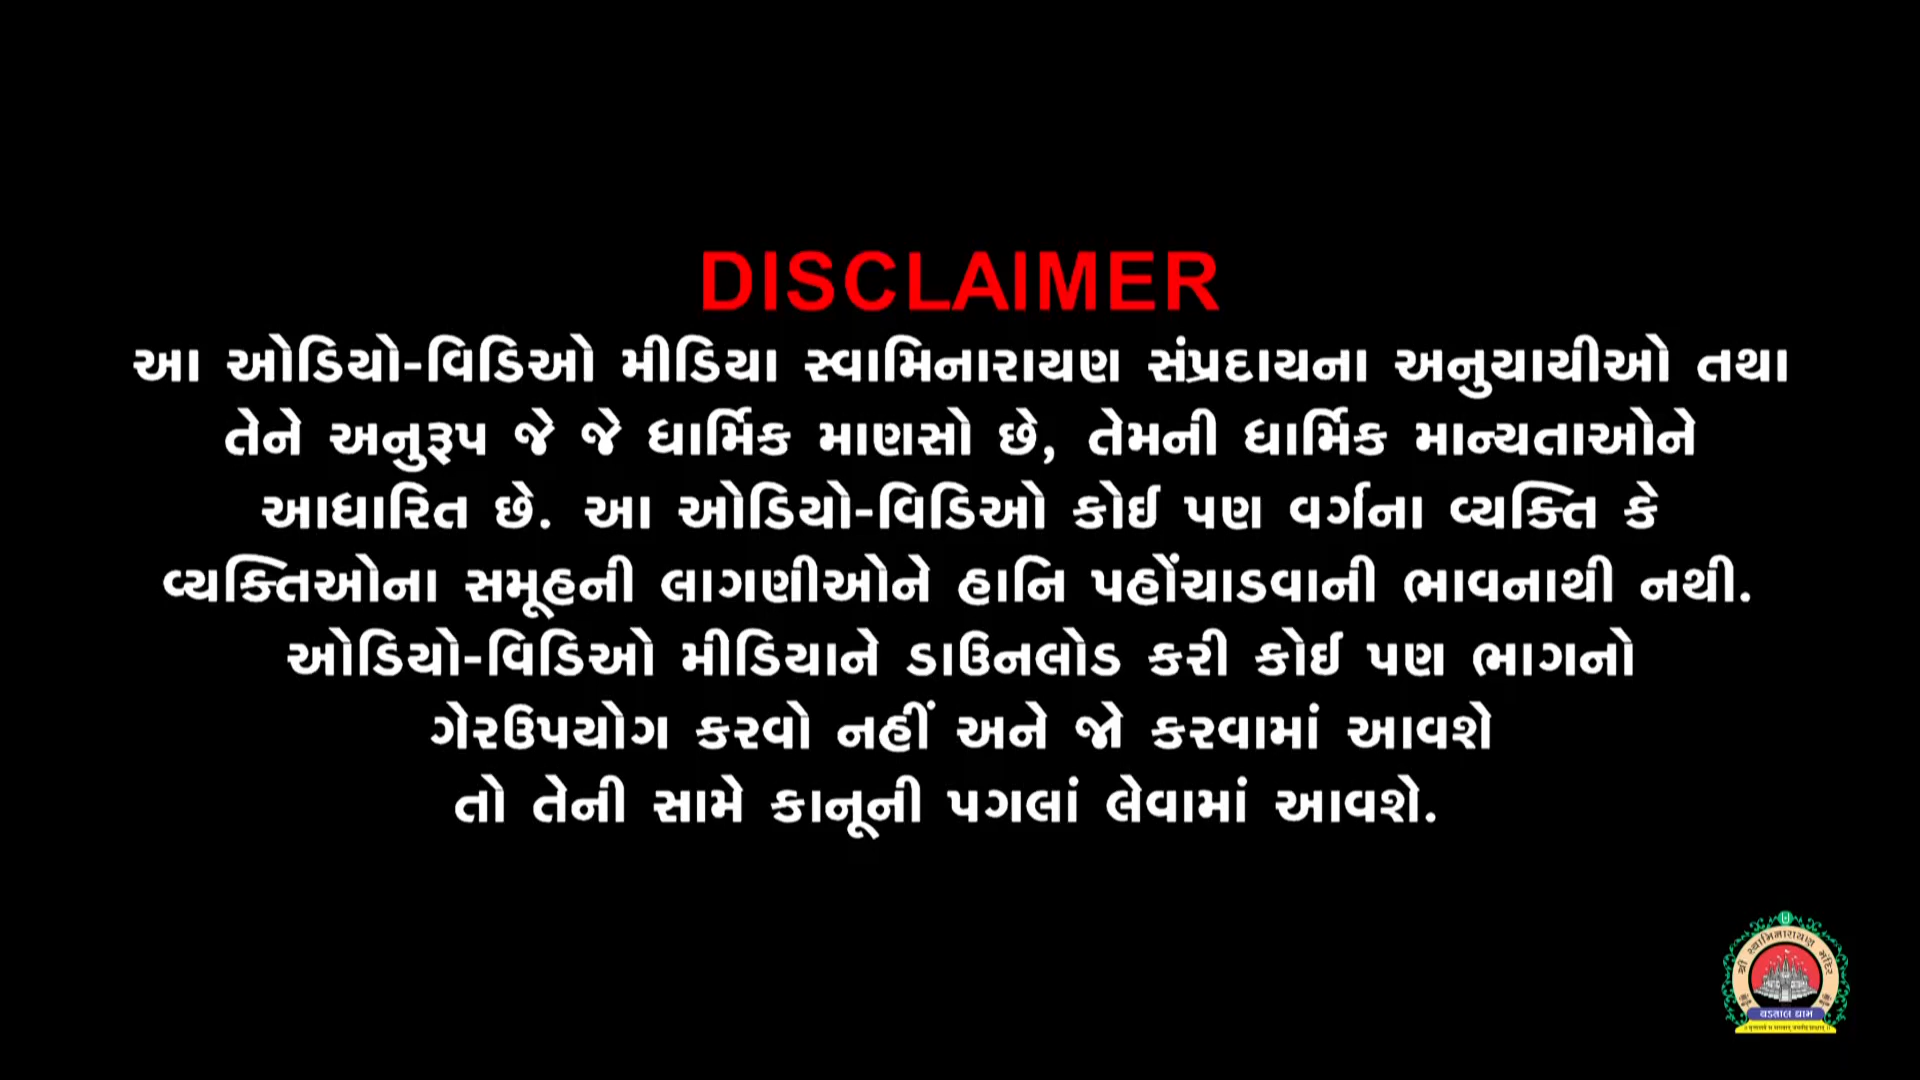 DISCLAIMER
આ ઓડિયો-વિડિઓ મીડિયા સ્વામિનારાયણ સંપ્રદાયના અનુયાયીઓ તથા
તેને અનુરૂપ જે જે ધાર્મિક માણસો છે, તેમની ધાર્મિક માન્યતાઓને
આધારિત છે. આ ઓડિયો-વિડિઓ કોઈ પણ વર્ગના વ્યક્તિ કે
વ્યક્તિઓના સમૂહની લાગણીઓને હાનિ પહોંચાડવાની ભાવનાથી નથી.
ઓડિયો-વિડિઓ મીડિયાને ડાઉનલોડ કરી કોઈ પણ ભાગનો
ગેરઉપયોગ કરવો નહીં અને જો કરવામાં આવશે
તો તેની સામે કાનૂની પગલાં લેવામાં આવશે.
શ્રી સ્વામિનારાયણ મંદિર
વડતાલ ધામ